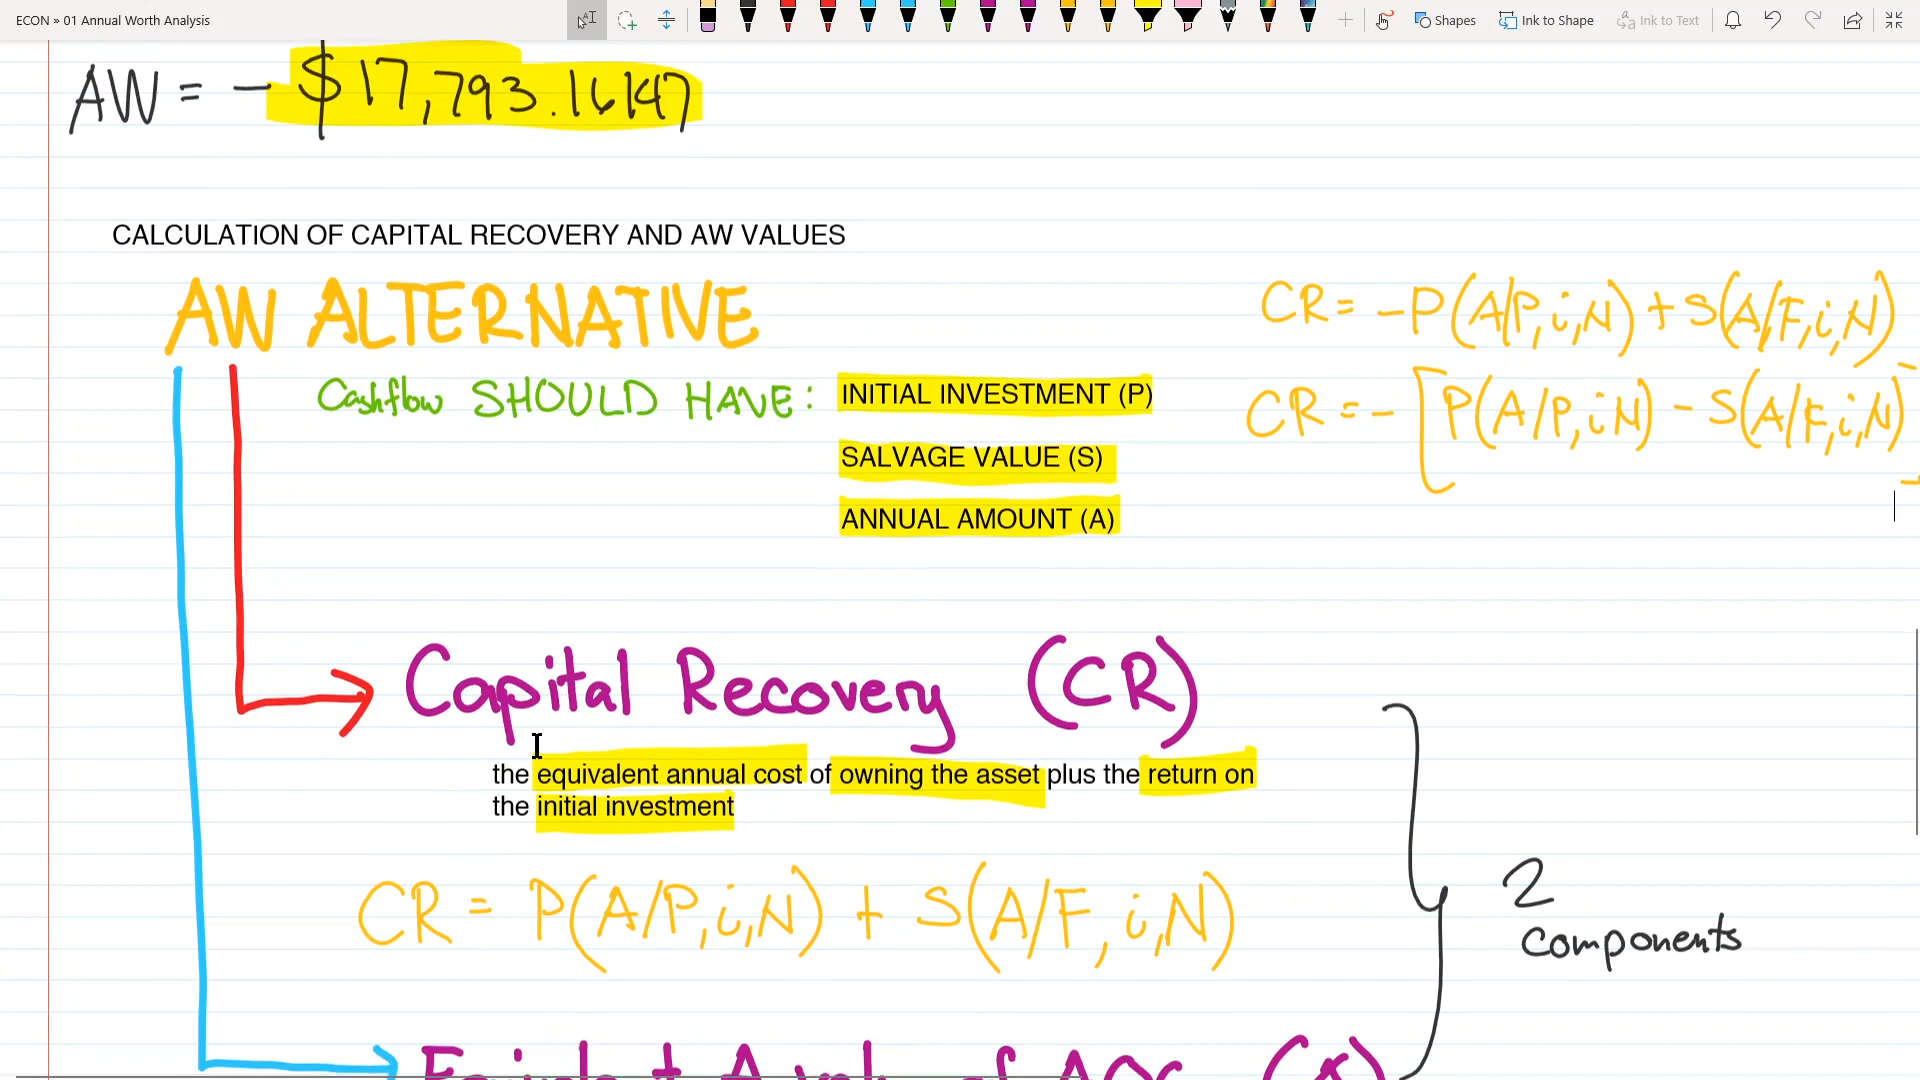 ECON » 01 Annual Worth Analysis
Shapes
Ink to Shape
Ink to Text
AW = - $17,793.16147
CALCULATION OF CAPITAL RECOVERY AND AW VALUES
AW ALTERNATIVE
Cashflow SHOULD HAVE:
INITIAL INVESTMENT (P)
SALVAGE VALUE (S)
ANNUAL AMOUNT (A)
CR = -P(A/P,i,N) + S(A/F,i,N)
CR = -[P(A/P,i,N) - S(A/F,i,N)]
Capital Recovery (CR)
the equivalent annual cost of owning the asset plus the return on
the initial investment
CR = P(A/P,i,N) + S(A/F,i,N)
2
components